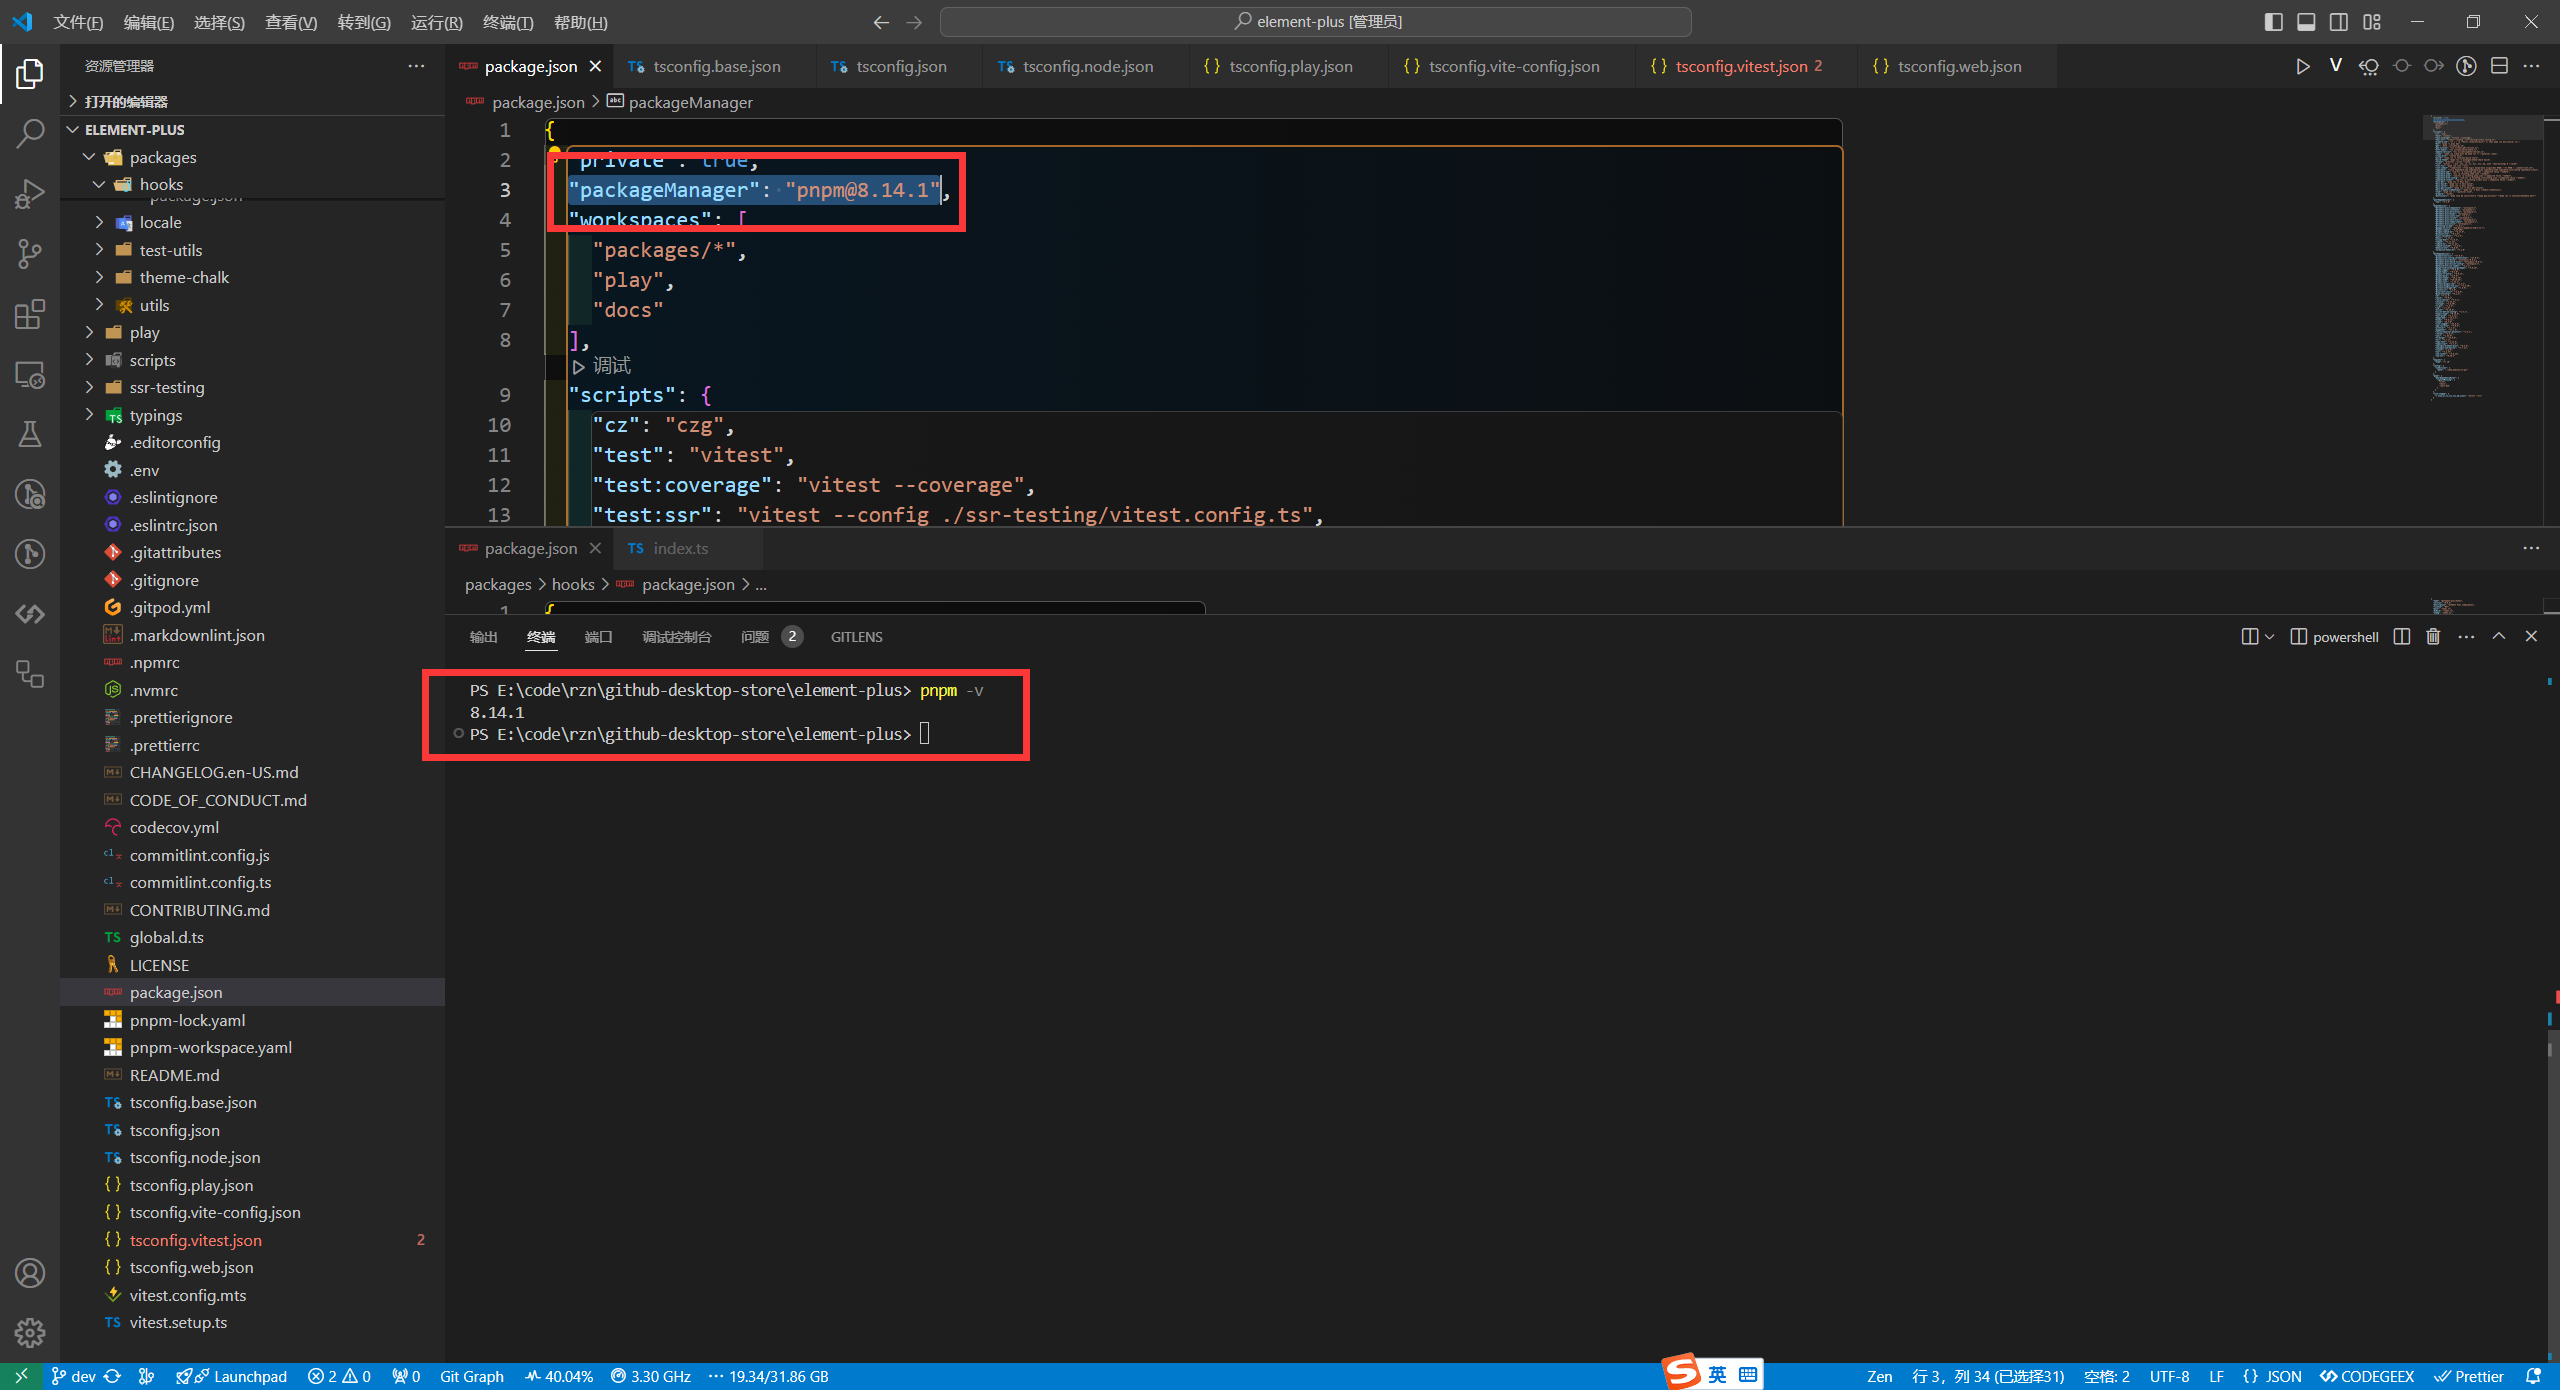 文件(F) 编辑(E) 选择(S) 查看(V) 转到(G) 运行(R) 终端(T) 帮助(H)
element-plus [管理员]
资源管理器
打开的编辑器
ELEMENT-PLUS
packages
hooks
package.json
locale
test-utils
theme-chalk
utils
play
scripts
ssr-testing
typings
.editorconfig
.env
.eslintignore
.eslintrc.json
.gitattributes
.gitignore
.gitpod.yml
.markdownlint.json
.npmrc
.nvmrc
.prettierignore
.prettierrc
CHANGELOG.en-US.md
CODE_OF_CONDUCT.md
codecov.yml
commitlint.config.js
commitlint.config.ts
CONTRIBUTING.md
global.d.ts
LICENSE
package.json
pnpm-lock.yaml
pnpm-workspace.yaml
README.md
tsconfig.base.json
tsconfig.json
tsconfig.node.json
tsconfig.play.json
tsconfig.vite-config.json
tsconfig.vitest.json 2
tsconfig.web.json
vitest.config.mts
vitest.setup.ts
package.json tsconfig.base.json tsconfig.json tsconfig.node.json tsconfig.play.json tsconfig.vite-config.json tsconfig.vitest.json 2 tsconfig.web.json
package.json > packageManager
1 {
2 "private": true,
3 "packageManager": "pnpm@8.14.1",
4 "workspaces": [
5 "packages/*",
6 "play",
7 "docs"
8 ],
调试
9 "scripts": {
10 "cz": "czg",
11 "test": "vitest",
12 "test:coverage": "vitest --coverage",
13 "test:ssr": "vitest --config ./ssr-testing/vitest.config.ts",
package.json index.ts
packages > hooks > package.json > ...
1 {
输出 终端 端口 调试控制台 问题 2 GITLENS
powershell
PS E:\code\rzn\github-desktop-store\element-plus> pnpm -v
8.14.1
PS E:\code\rzn\github-desktop-store\element-plus>
dev Launchpad 2 0 0 Git Graph 40.04% 3.30 GHz 19.34/31.86 GB
英
Zen 行 3，列 34 (已选择31) 空格: 2 UTF-8 LF {} JSON CODEGEEX Prettier